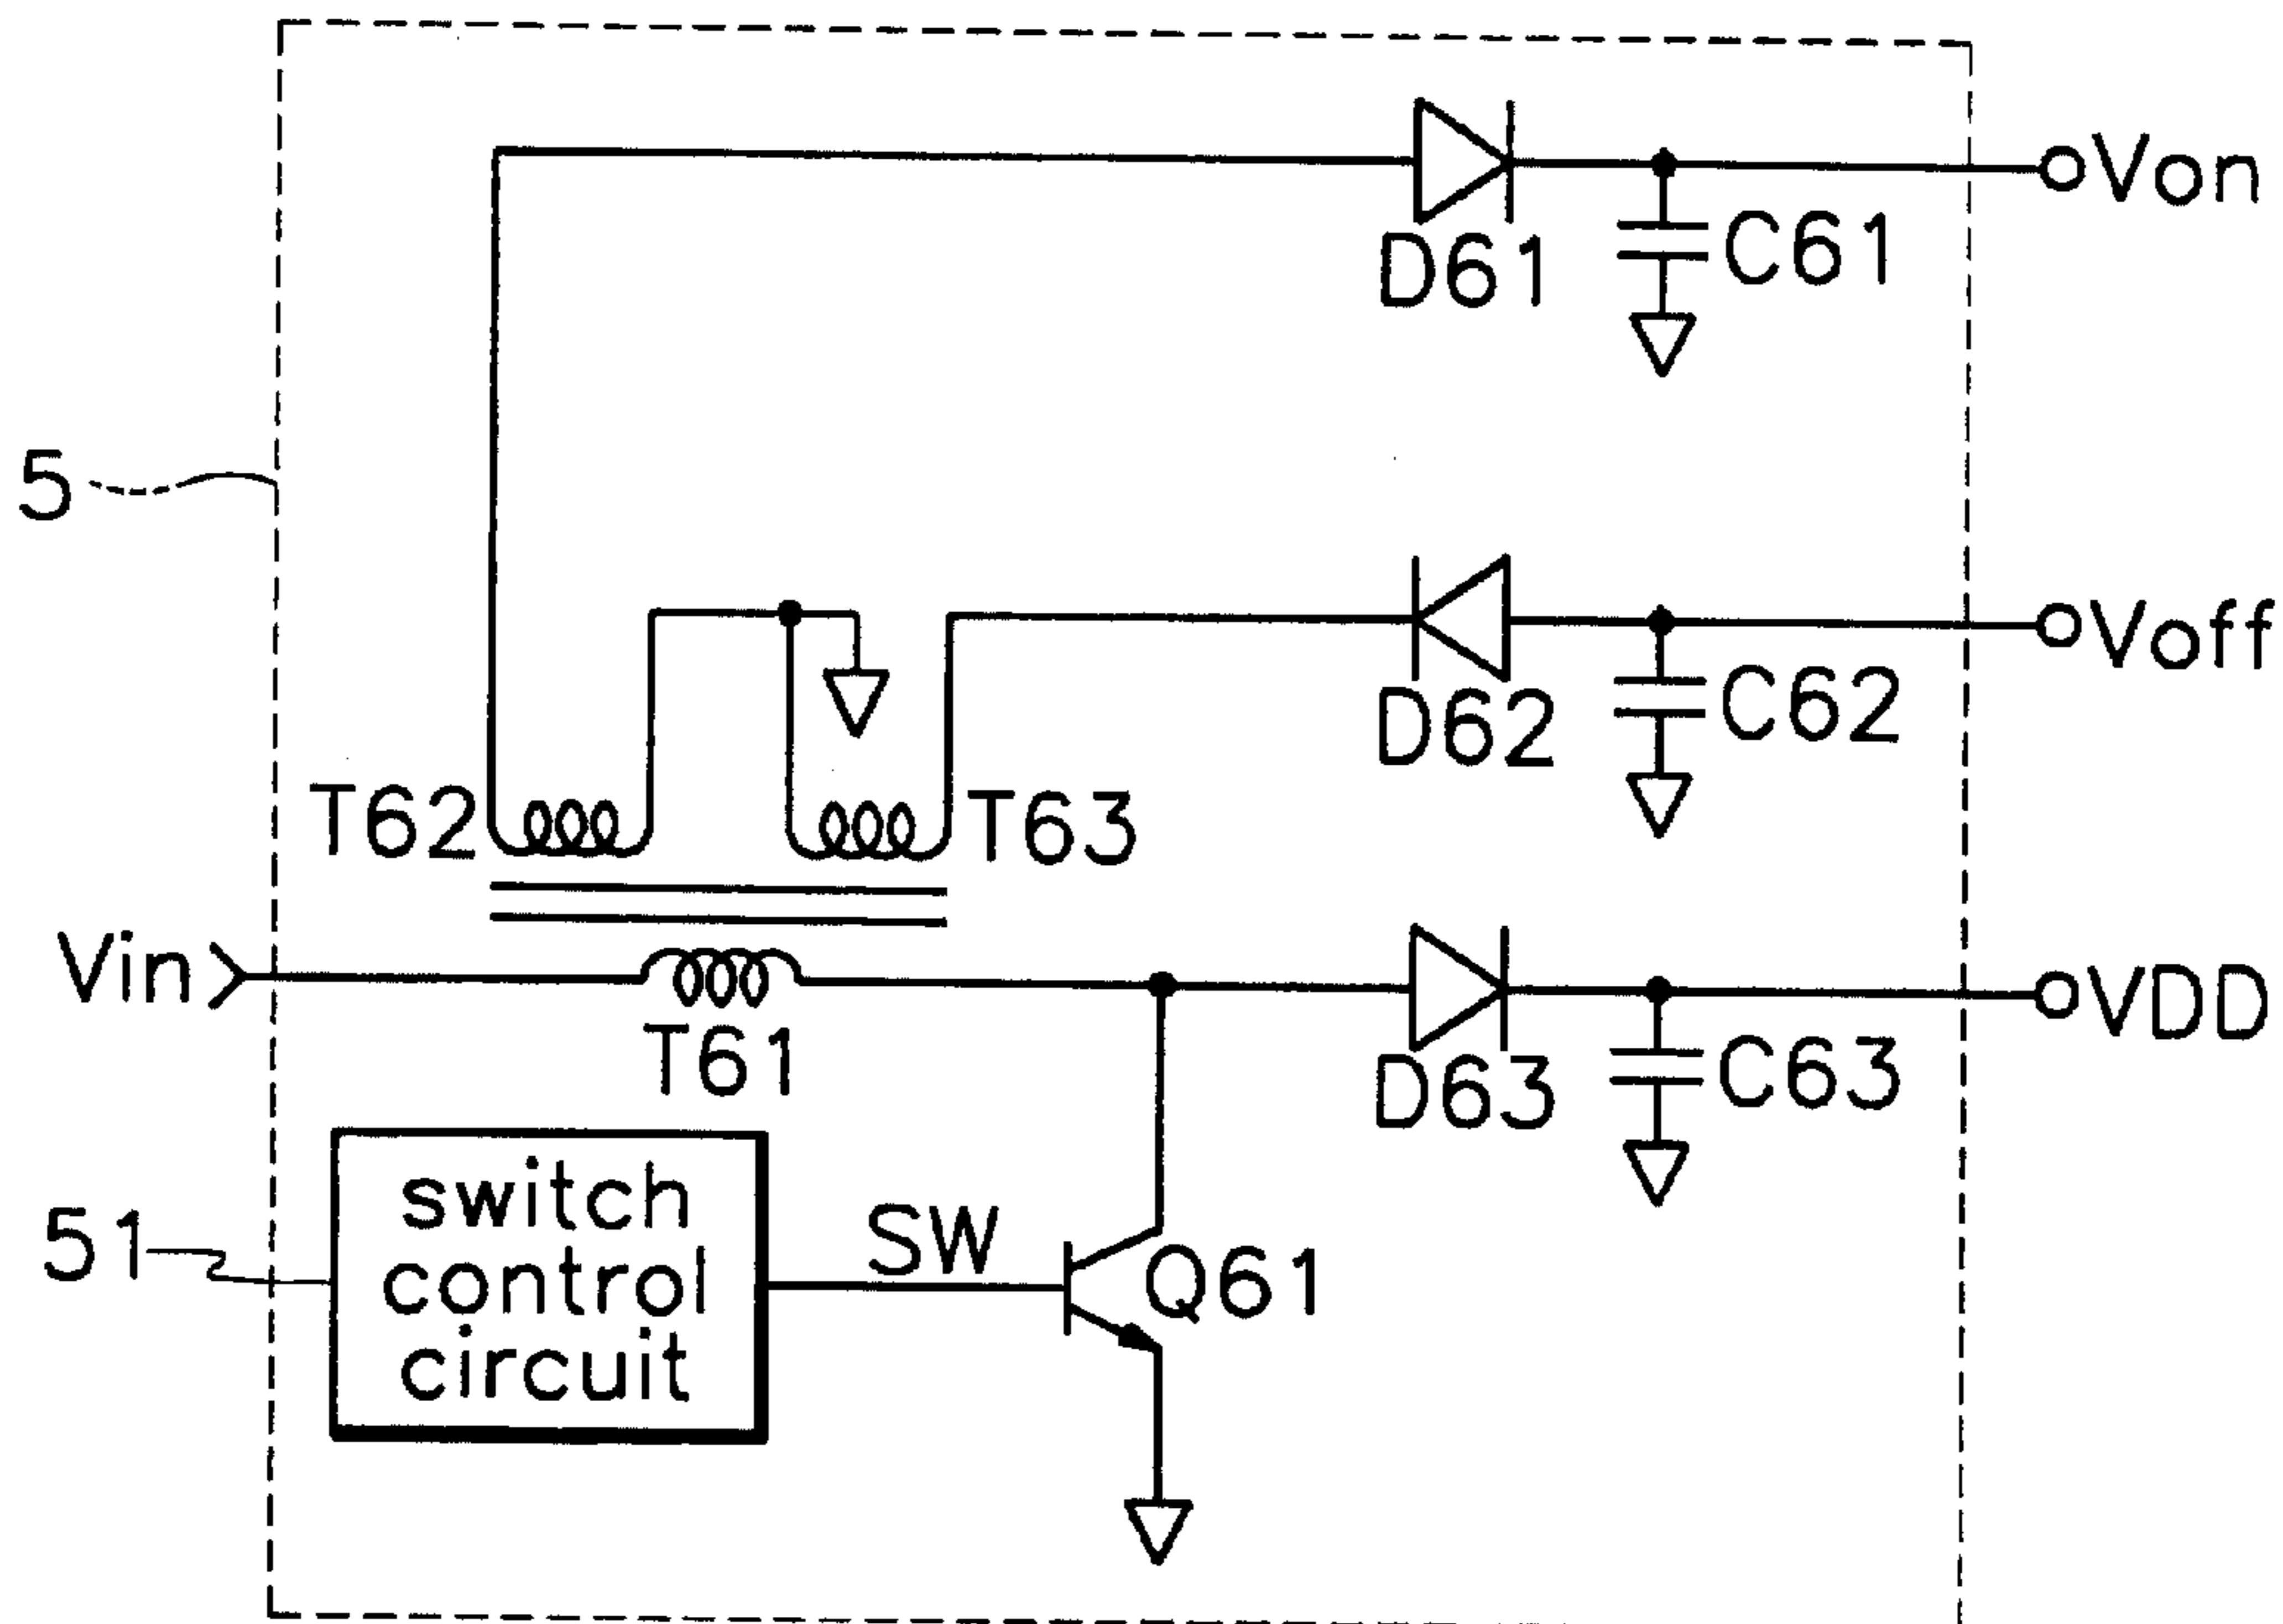 Von
D61
C61
5
Voff
D62
C62
T62
T63
Vin
VDD
T61
D63
C63
switch
control
circuit
51
SW
Q61